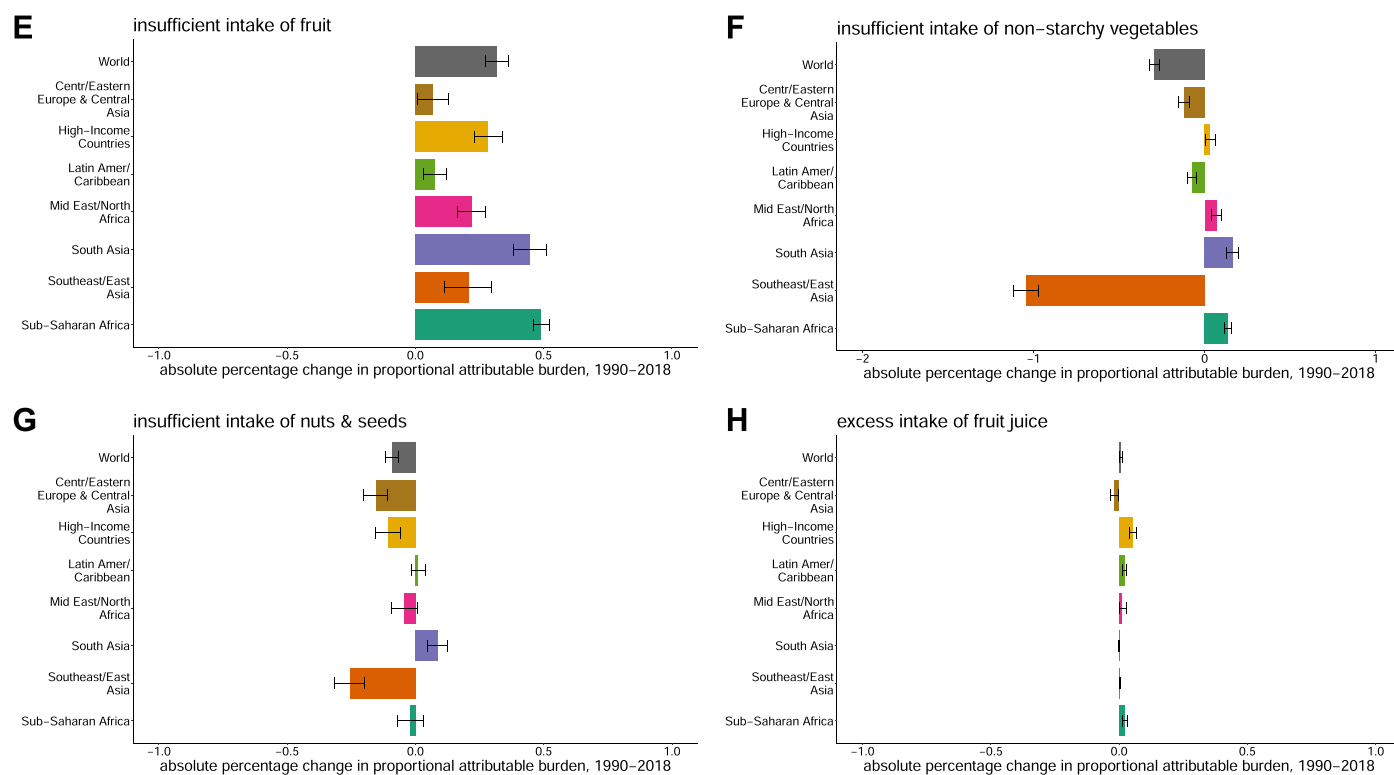 E
insufficient intake of fruit
World
Centr/Eastern
Europe & Central
Asia
High−Income
Countries
Latin Amer/
Caribbean
Mid East/North
Africa
South Asia
Southeast/East
Asia
Sub−Saharan Africa
−1.0 −0.5 0.0 0.5 1.0
absolute percentage change in proportional attributable burden, 1990−2018
F
insufficient intake of non−starchy vegetables
World
Centr/Eastern
Europe & Central
Asia
High−Income
Countries
Latin Amer/
Caribbean
Mid East/North
Africa
South Asia
Southeast/East
Asia
Sub−Saharan Africa
−2 −1 0 1
absolute percentage change in proportional attributable burden, 1990−2018
G
insufficient intake of nuts & seeds
World
Centr/Eastern
Europe & Central
Asia
High−Income
Countries
Latin Amer/
Caribbean
Mid East/North
Africa
South Asia
Southeast/East
Asia
Sub−Saharan Africa
−1.0 −0.5 0.0 0.5 1.0
absolute percentage change in proportional attributable burden, 1990−2018
H
excess intake of fruit juice
World
Centr/Eastern
Europe & Central
Asia
High−Income
Countries
Latin Amer/
Caribbean
Mid East/North
Africa
South Asia
Southeast/East
Asia
Sub−Saharan Africa
−1.0 −0.5 0.0 0.5 1.0
absolute percentage change in proportional attributable burden, 1990−2018